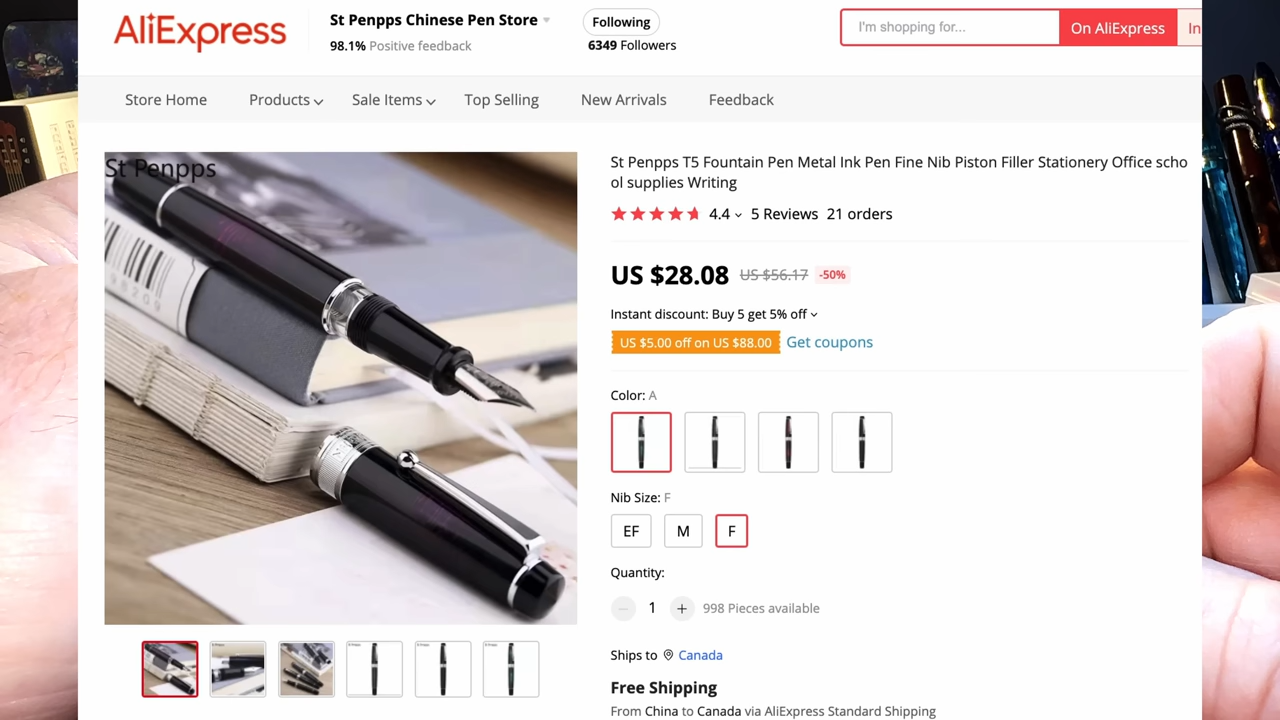 AliExpress
St Penpps Chinese Pen Store
98.1% Positive feedback
Following
6349 Followers
I'm shopping for...
On AliExpress
In
Store Home
Products
Sale Items
Top Selling
New Arrivals
Feedback
St Penpps
St Penpps T5 Fountain Pen Metal Ink Pen Fine Nib Piston Filler Stationery Office scho
ol supplies Writing
4.4
5 Reviews
21 orders
US $28.08
US $56.17
-50%
Instant discount: Buy 5 get 5% off
US $5.00 off on US $88.00
Get coupons
Color: A
Nib Size: F
EF
M
F
Quantity:
1
998 Pieces available
Ships to
Canada
Free Shipping
From China to Canada via AliExpress Standard Shipping